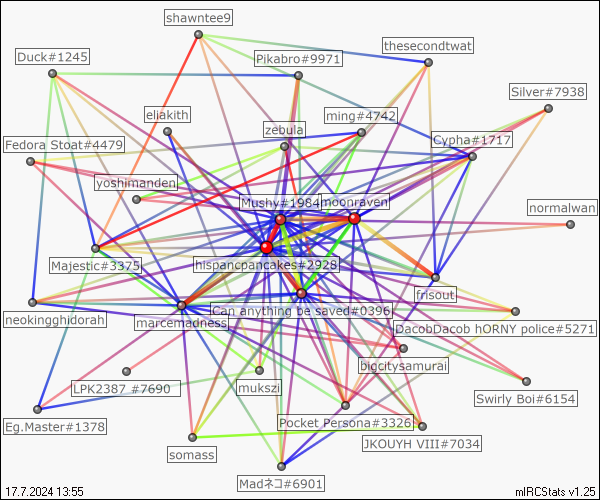 shawntee9
thesecondtwat
Duck#1245
Pikabro#9971
Silver#7938
eliakith
ming#4742
zebula
Cypha#1717
Fedora Stoat#4479
yoshimanden
Mushy#1984
moonraven
normalwan
Majestic#3375
hispancpancakes#2928
frisout
neokingghidorah
marcemadness
Can anything be saved#0396
DacobDacob hORNY police#5271
bigcitysamurai
LPK2387 #7690
mukszi
Swirly Boi#6154
Eg.Master#1378
Pocket Persona#3326
JKOUYH VIII#7034
somass
Madネコ#6901
17.7.2024 13:55
mIRCStats v1.25